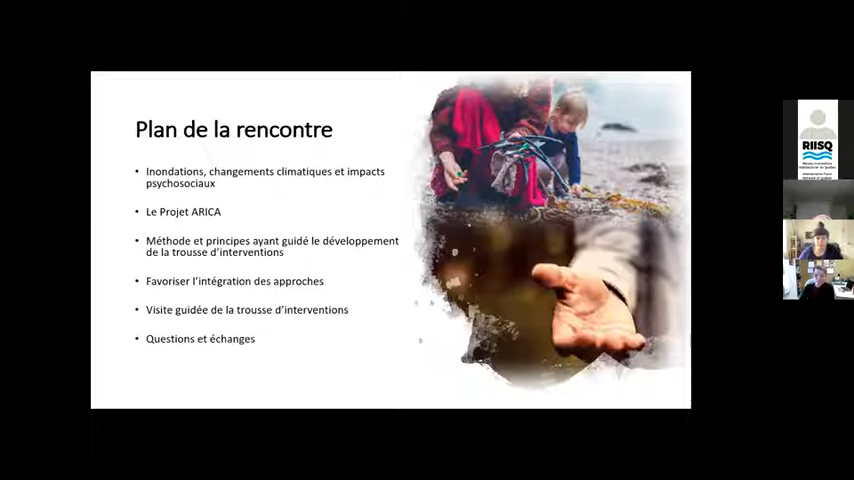 Plan de la rencontre
• Inondations, changements climatiques et impacts
psychosociaux
• Le Projet ARICA
• Méthode et principes ayant guidé le développement
de la trousse d'interventions
• Favoriser l'intégration des approches
• Visite guidée de la trousse d'interventions
• Questions et échanges
RIISQ